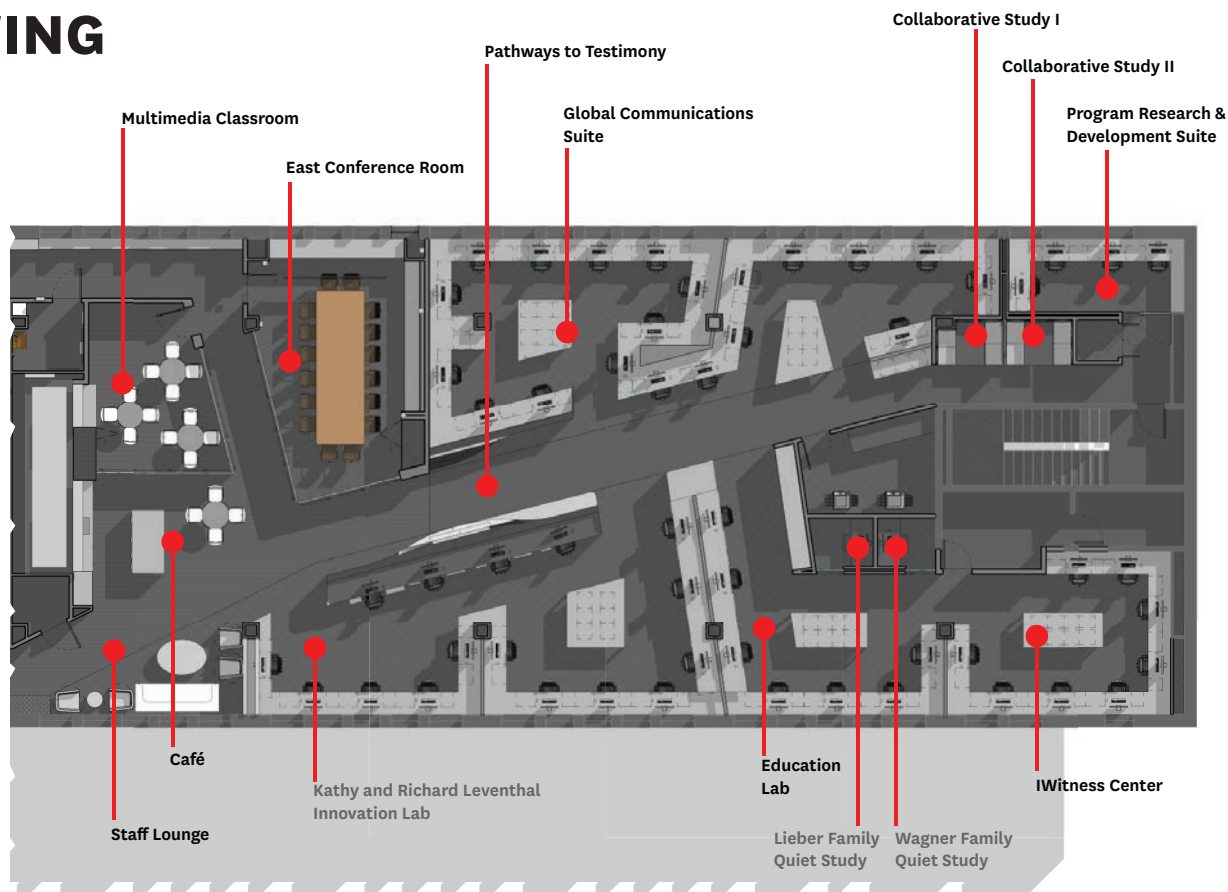 ING
Collaborative Study I
Pathways to Testimony
Collaborative Study II
Multimedia Classroom
Global Communications
Suite
Program Research &
Development Suite
East Conference Room
Café
Education
Lab
IWitness Center
Kathy and Richard Leventhal
Innovation Lab
Staff Lounge
Lieber Family
Quiet Study
Wagner Family
Quiet Study